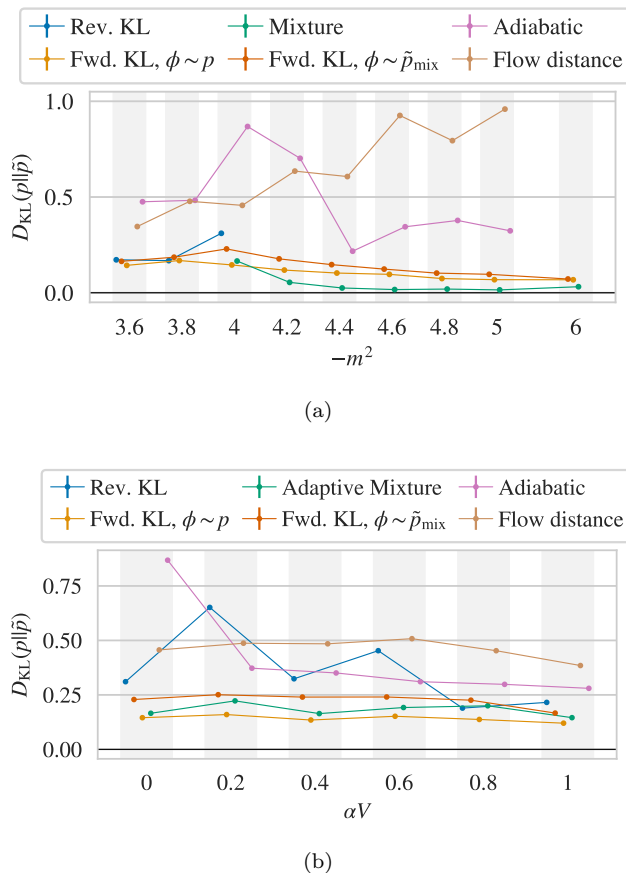 Rev. KL Mixture Adiabatic
Fwd. KL, ϕ ∼ p Fwd. KL, ϕ ∼ p̃mix Flow distance
1.0
0.5
0.0
D_KL(p||p̃)
3.6 3.8 4 4.2 4.4 4.6 4.8 5 6
−m²
(a)
Rev. KL Adaptive Mixture Adiabatic
Fwd. KL, ϕ ∼ p Fwd. KL, ϕ ∼ p̃mix Flow distance
0.75
0.50
0.25
0.00
D_KL(p||p̃)
0 0.2 0.4 0.6 0.8 1
αV
(b)